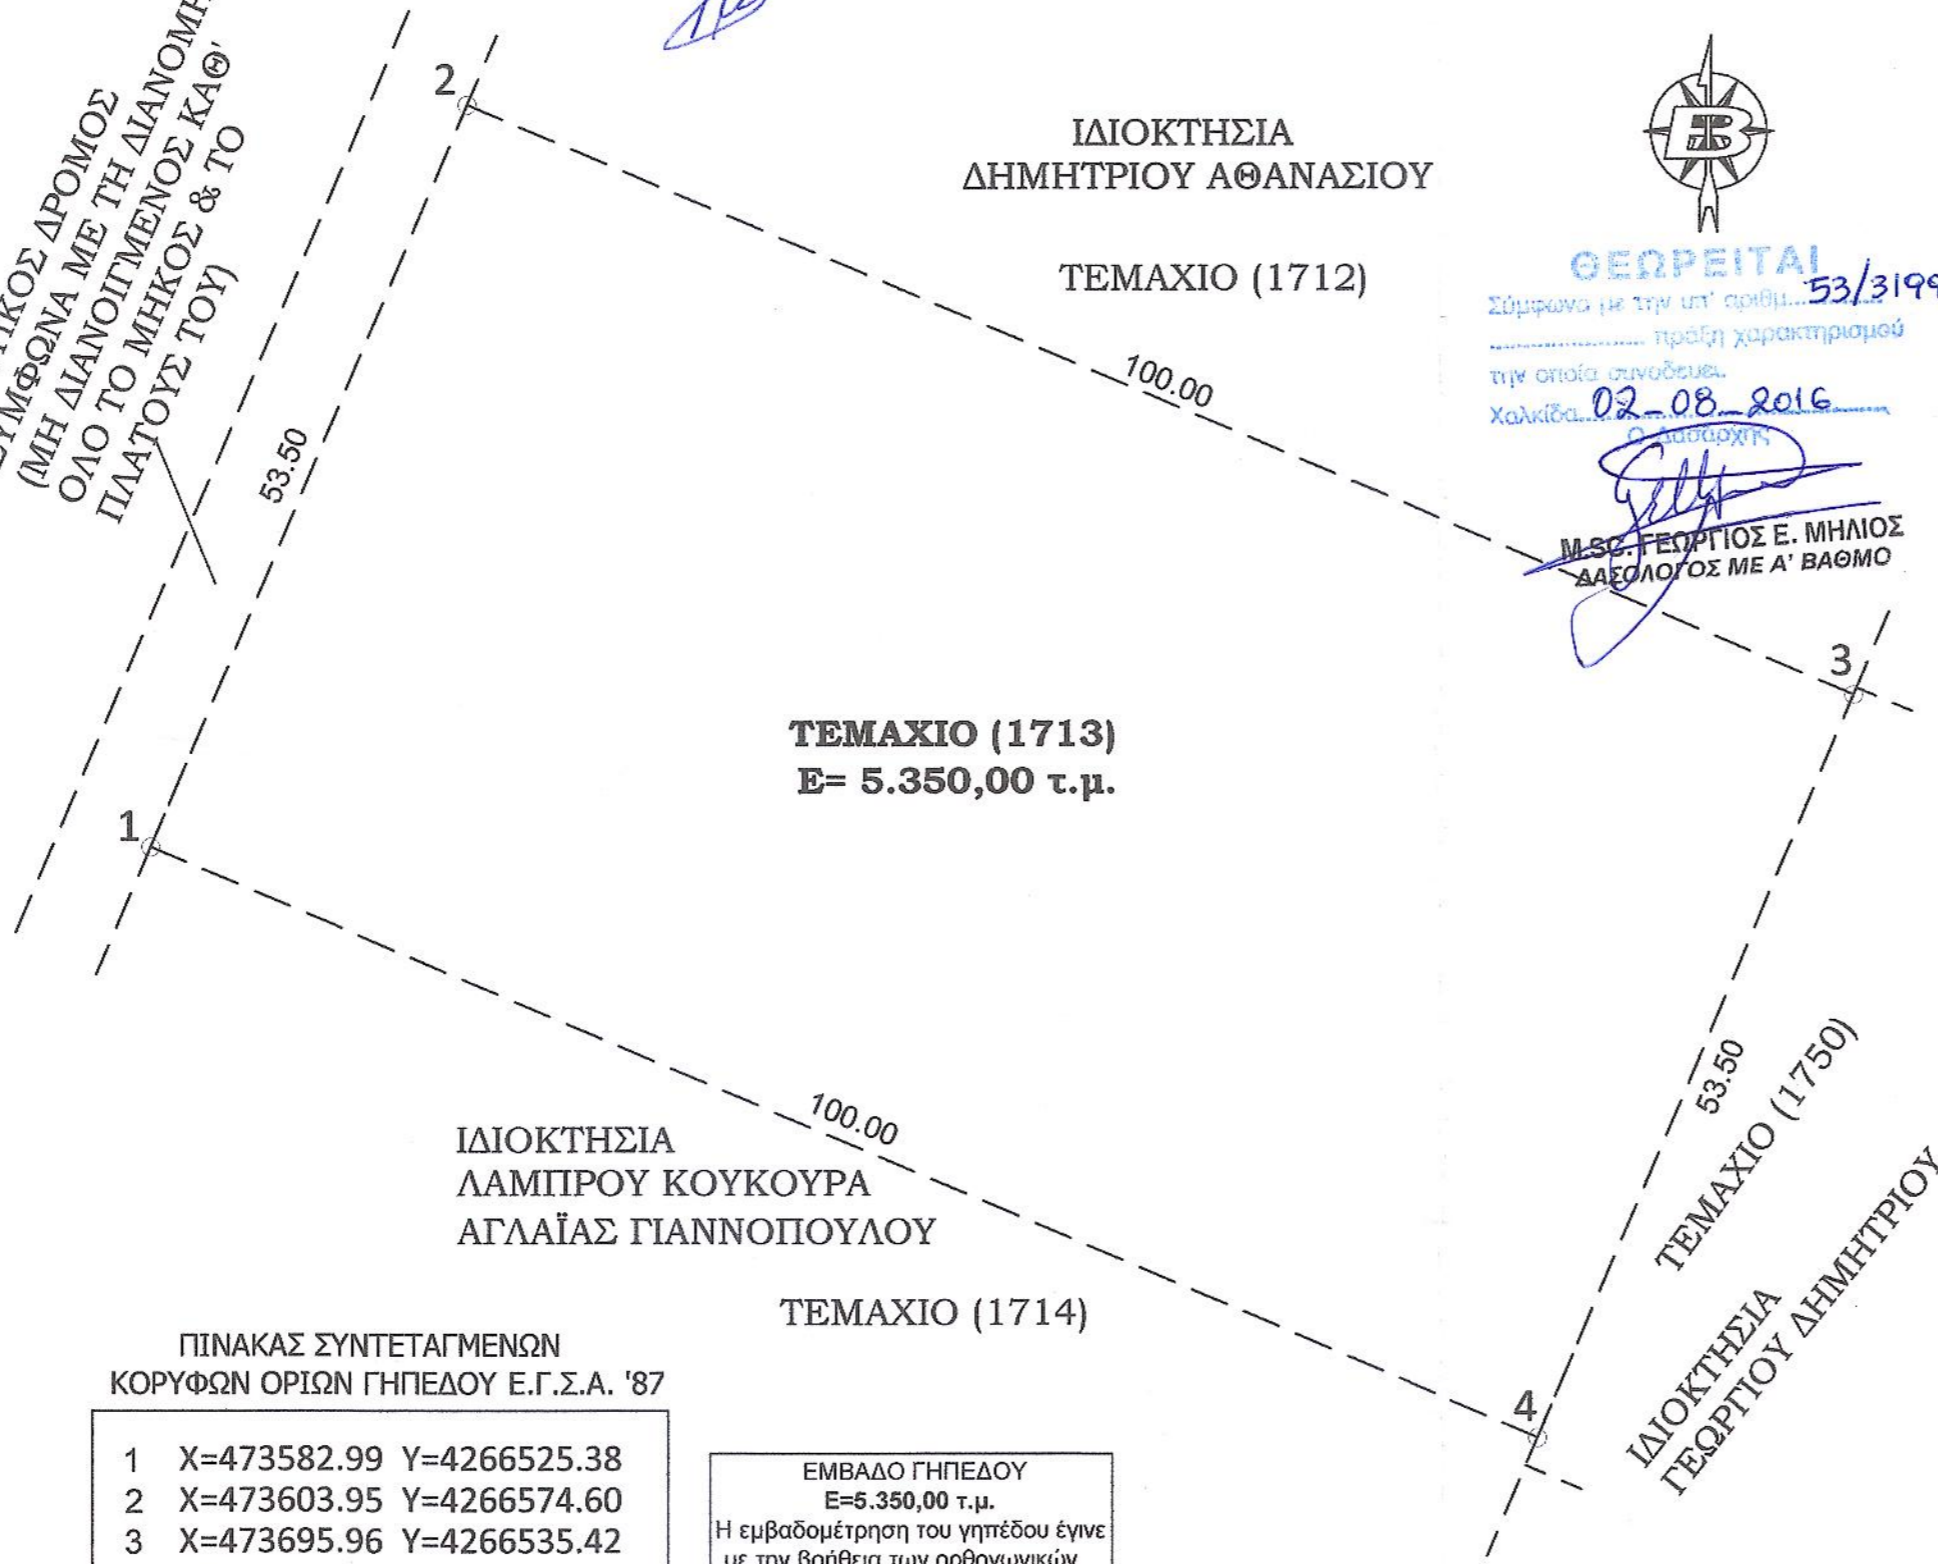 ΔΡΟΜΟΣ
ΣΥΜΦΩΝΑ ΜΕ ΤΗ ΔΙΑΝΟΜΗ
(ΜΗ ΔΙΑΝΟΙΓΜΕΝΟΣ ΚΑΘ'
ΟΛΟ ΤΟ ΜΗΚΟΣ & ΤΟ
ΠΛΑΤΟΥΣ ΤΟΥ)
2
53.50
ΙΔΙΟΚΤΗΣΙΑ
ΔΗΜΗΤΡΙΟΥ ΑΘΑΝΑΣΙΟΥ
ΤΕΜΑΧΙΟ (1712)
100.00
Β
ΘΕΩΡΕΙΤΑΙ
Σύμφωνα με την υπ' αριθμ...53/3199
.................... πράξη χαρακτηρισμού
την οποία συνοδεύει.
Χαλκίδα...02-08-2016
Ο Δασάρχης
M.SC. ΓΕΩΡΓΙΟΣ Ε. ΜΗΛΙΟΣ
ΔΑΣΟΛΟΓΟΣ ΜΕ Α' ΒΑΘΜΟ
3
ΤΕΜΑΧΙΟ (1713)
Ε= 5.350,00 τ.μ.
1
53.50
ΤΕΜΑΧΙΟ (1750)
ΙΔΙΟΚΤΗΣΙΑ
ΓΕΩΡΓΙΟΥ ΔΗΜΗΤΡΙΟΥ
100.00
ΙΔΙΟΚΤΗΣΙΑ
ΛΑΜΠΡΟΥ ΚΟΥΚΟΥΡΑ
ΑΓΛΑΪΑΣ ΓΙΑΝΝΟΠΟΥΛΟΥ
ΤΕΜΑΧΙΟ (1714)
4
ΠΙΝΑΚΑΣ ΣΥΝΤΕΤΑΓΜΕΝΩΝ
ΚΟΡΥΦΩΝ ΟΡΙΩΝ ΓΗΠΕΔΟΥ Ε.Γ.Σ.Α. '87
1 X=473582.99 Y=4266525.38
2 X=473603.95 Y=4266574.60
3 X=473695.96 Y=4266535.42
ΕΜΒΑΔΟ ΓΗΠΕΔΟΥ
Ε=5.350,00 τ.μ.
Η εμβαδομέτρηση του γηπέδου έγινε
με την βοήθεια των ορθογωνικών